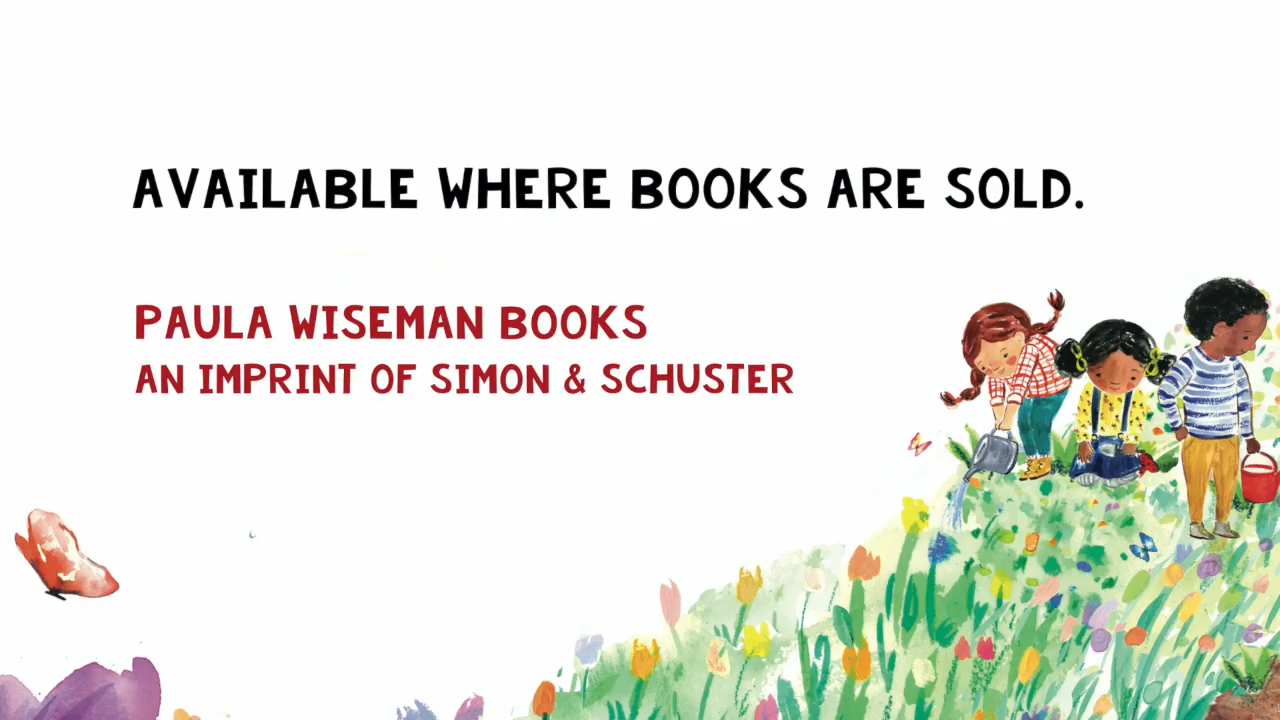 AVAILABLE WHERE BOOKS ARE SOLD.
PAULA WISEMAN BOOKS
AN IMPRINT OF SIMON & SCHUSTER